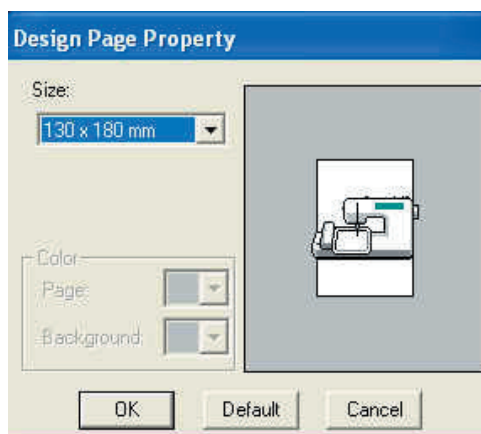 Design Page Property
Size:
130 x 180 mm
Color
Page:
Background:
OK Default Cancel